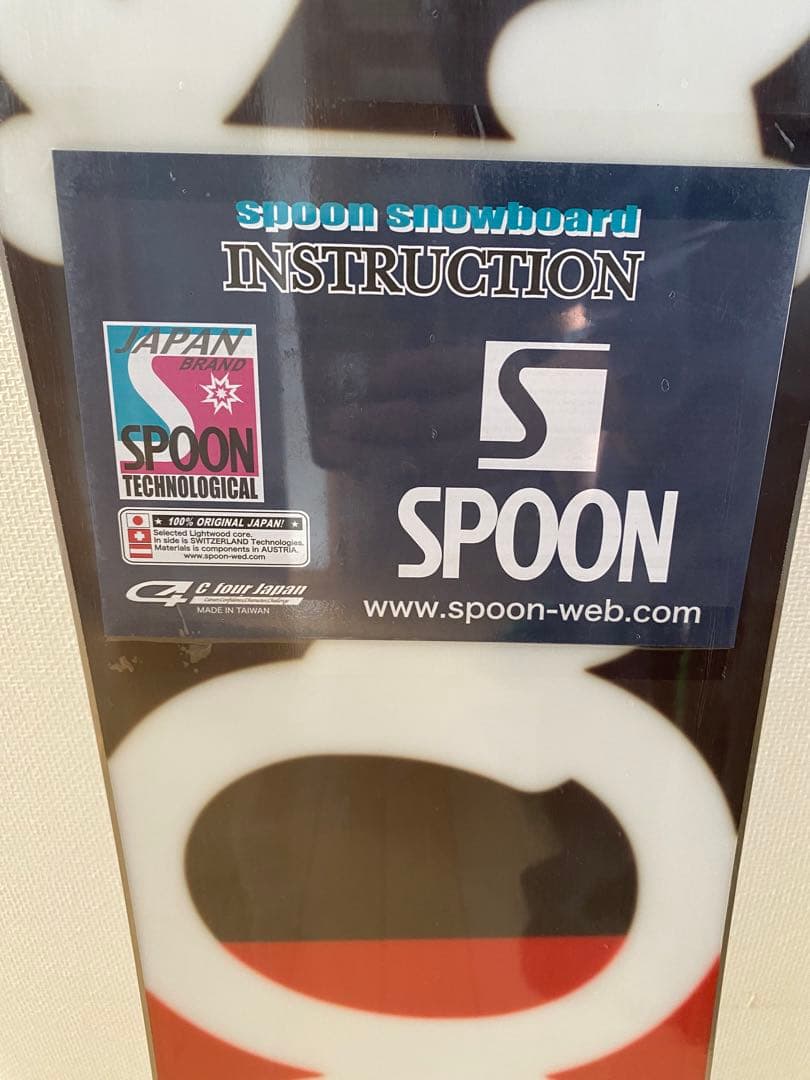 spoon snowboard
INSTRUCTION
JAPAN
BRAND
SPOON
TECHNOLOGICAL
★ 100% ORIGINAL JAPAN! ★
Selected Lightwood core.
In side is SWITZERLAND Technologies.
Materials is components in AUSTRIA.
www.spoon-wed.com
C4 C four Japan
MADE IN TAIWAN
S
SPOON
www.spoon-web.com